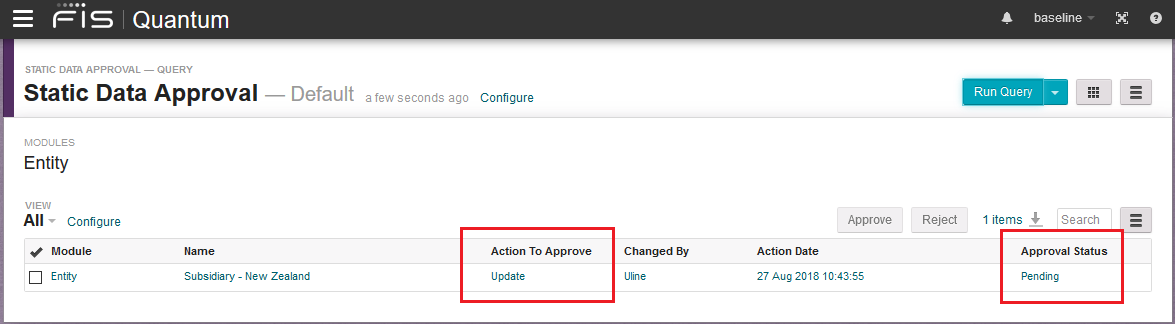 FIS Quantum baseline
STATIC DATA APPROVAL — QUERY
Static Data Approval — Default a few seconds ago Configure Run Query
MODULES
Entity
VIEW
All Configure Approve Reject 1 items Search
Module Name Action To Approve Changed By Action Date Approval Status
Entity Subsidiary - New Zealand Update Uline 27 Aug 2018 10:43:55 Pending